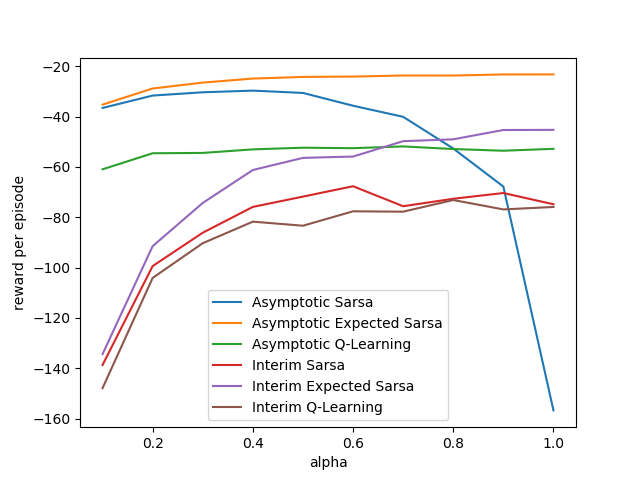 reward per episode
−20
−40
−60
−80
−100
−120
−140
−160
0.2
0.4
0.6
0.8
1.0
alpha
Asymptotic Sarsa
Asymptotic Expected Sarsa
Asymptotic Q-Learning
Interim Sarsa
Interim Expected Sarsa
Interim Q-Learning